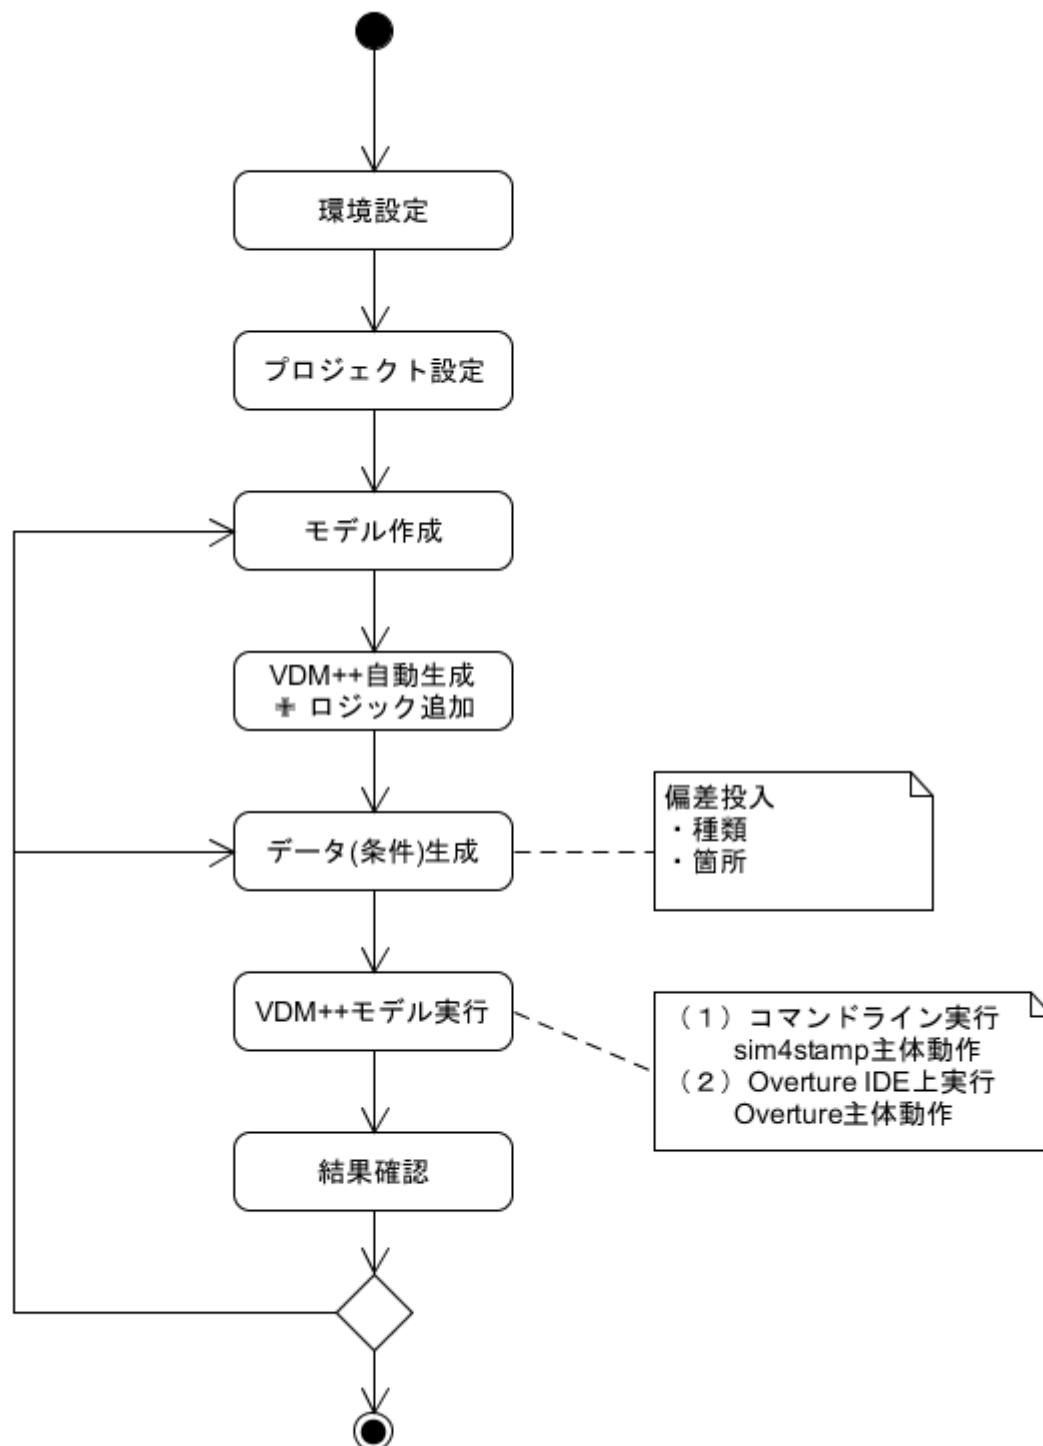 環境設定
プロジェクト設定
モデル作成
VDM++自動生成
+ ロジック追加
データ(条件)生成
偏差投入
・種類
・箇所
VDM++モデル実行
（１）コマンドライン実行
sim4stamp主体動作
（２）Overture IDE上実行
Overture主体動作
結果確認